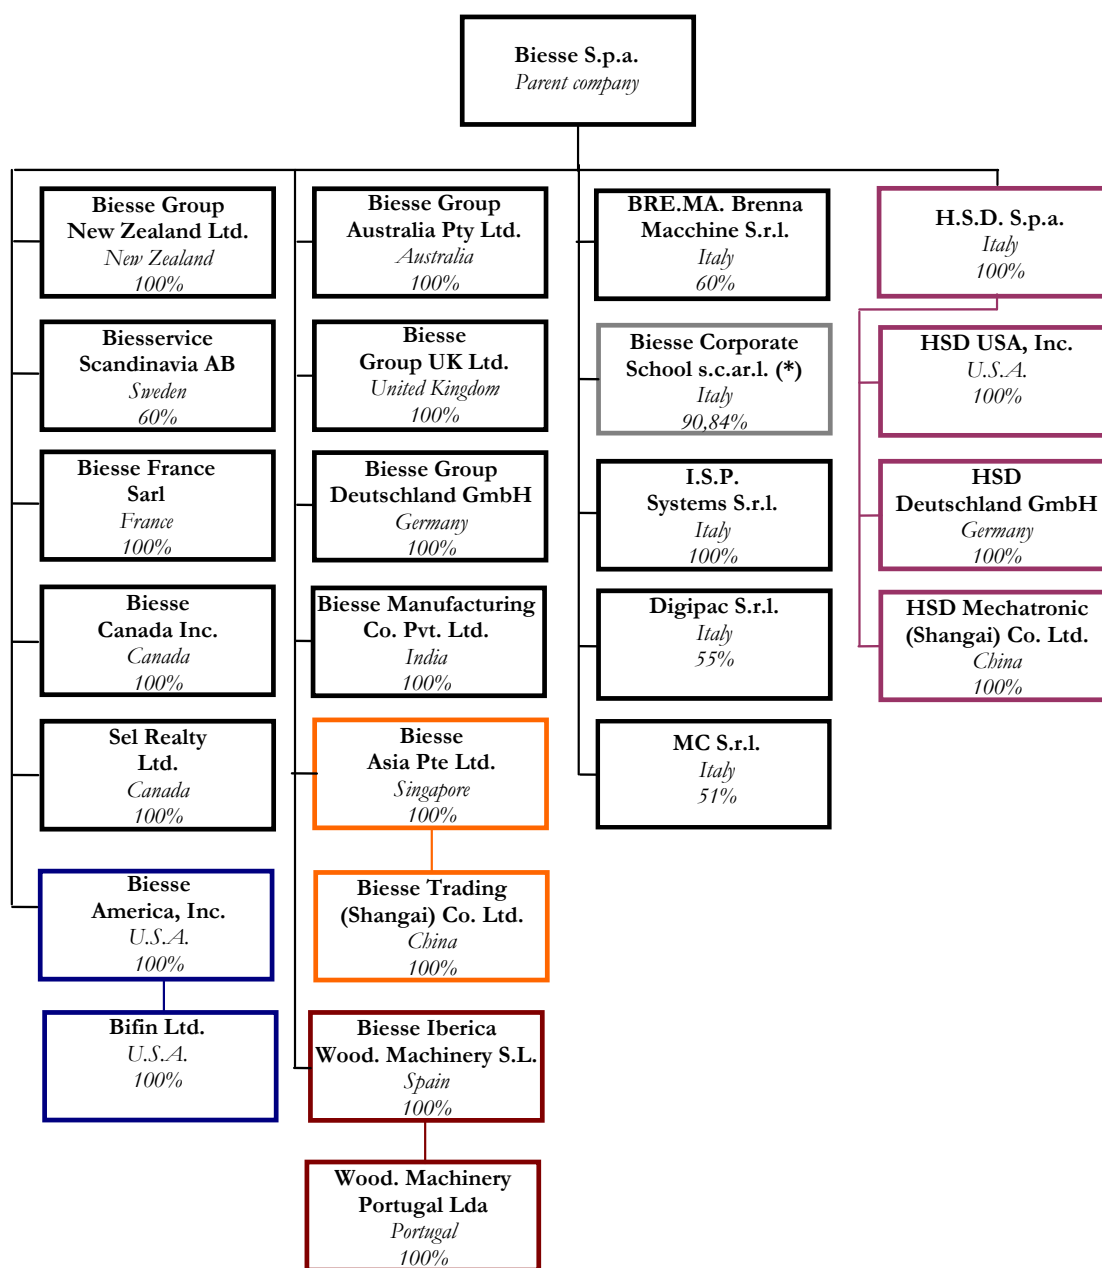 Biesse S.p.a.
Parent company
Biesse Group
New Zealand Ltd.
New Zealand
100%
Biesse Group
Australia Pty Ltd.
Australia
100%
BRE.MA. Brenna
Macchine S.r.l.
Italy
60%
H.S.D. S.p.a.
Italy
100%
Biesservice
Scandinavia AB
Sweden
60%
Biesse
Group UK Ltd.
United Kingdom
100%
Biesse Corporate
School s.c.ar.l. (*)
Italy
90,84%
HSD USA, Inc.
U.S.A.
100%
Biesse France
Sarl
France
100%
Biesse Group
Deutschland GmbH
Germany
100%
I.S.P.
Systems S.r.l.
Italy
100%
HSD
Deutschland GmbH
Germany
100%
Biesse
Canada Inc.
Canada
100%
Biesse Manufacturing
Co. Pvt. Ltd.
India
100%
Digipac S.r.l.
Italy
55%
HSD Mechatronic
(Shangai) Co. Ltd.
China
100%
Sel Realty
Ltd.
Canada
100%
Biesse
Asia Pte Ltd.
Singapore
100%
MC S.r.l.
Italy
51%
Biesse
America, Inc.
U.S.A.
100%
Biesse Trading
(Shangai) Co. Ltd.
China
100%
Bifin Ltd.
U.S.A.
100%
Biesse Iberica
Wood. Machinery S.L.
Spain
100%
Wood. Machinery
Portugal Lda
Portugal
100%